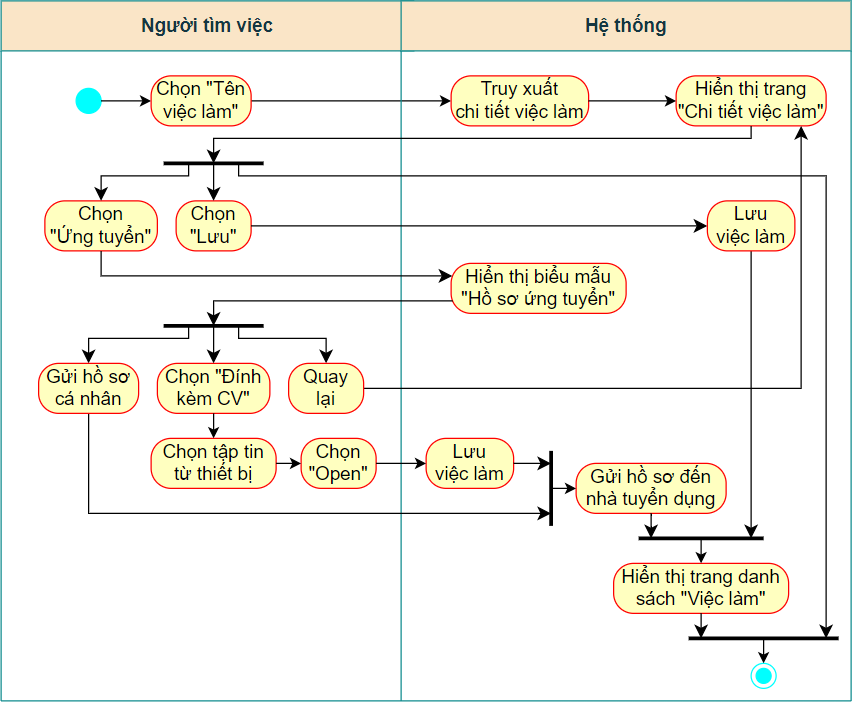 Người tìm việc
Hệ thống
Chọn "Tên
việc làm"
Truy xuất
chi tiết việc làm
Hiển thị trang
"Chi tiết việc làm"
Chọn
"Ứng tuyển"
Chọn
"Lưu"
Lưu
việc làm
Hiển thị biểu mẫu
"Hồ sơ ứng tuyển"
Gửi hồ sơ
cá nhân
Chọn "Đính
kèm CV"
Quay
lại
Chọn tập tin
từ thiết bị
Chọn
"Open"
Lưu
việc làm
Gửi hồ sơ đến
nhà tuyển dụng
Hiển thị trang danh
sách "Việc làm"